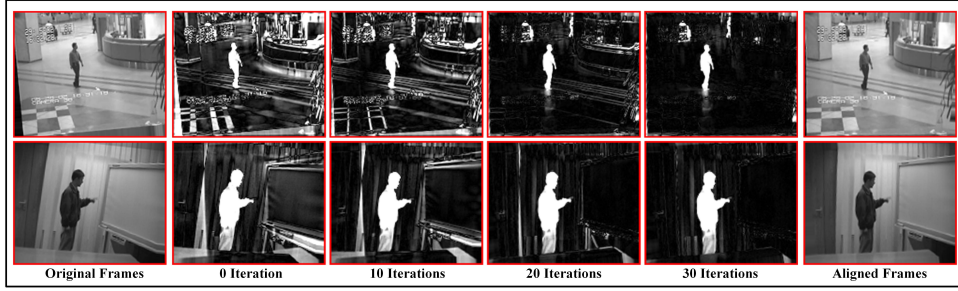 Original Frames
0 Iteration
10 Iterations
20 Iterations
30 Iterations
Aligned Frames